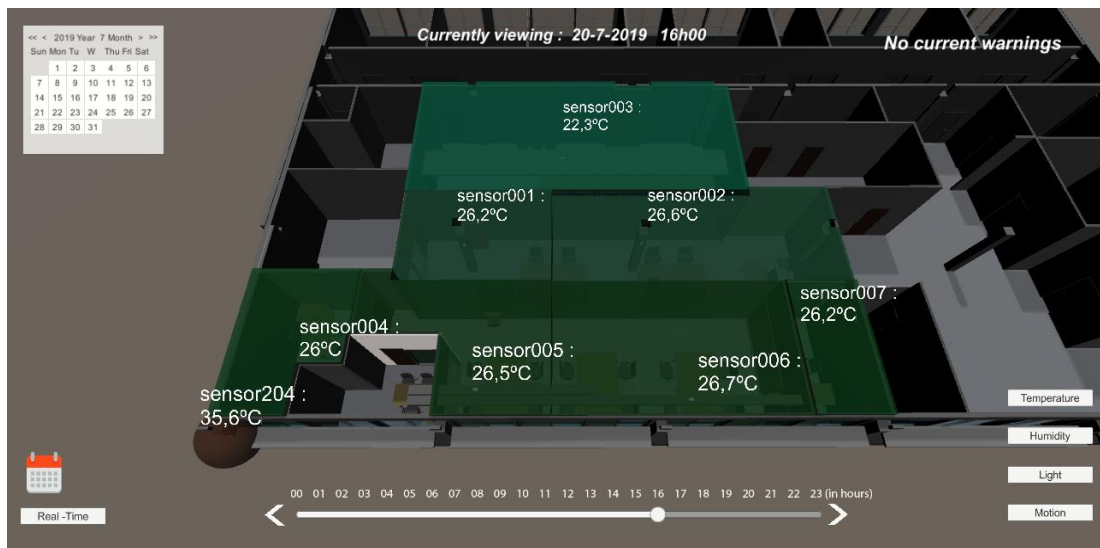 << < 2019 Year 7 Month > >>
Sun Mon Tu W Thu Fri Sat
1 2 3 4 5 6
7 8 9 10 11 12 13
14 15 16 17 18 19 20
21 22 23 24 25 26 27
28 29 30 31
Currently viewing : 20-7-2019 16h00
No current warnings
sensor003 :
22,3ºC
sensor001 :
26,2ºC
sensor002 :
26,6ºC
sensor007 :
26,2ºC
sensor004 :
26ºC
sensor005 :
26,5ºC
sensor006 :
26,7ºC
sensor204 :
35,6ºC
Temperature
Humidity
Light
Motion
Real -Time
00 01 02 03 04 05 06 07 08 09 10 11 12 13 14 15 16 17 18 19 20 21 22 23 (in hours)